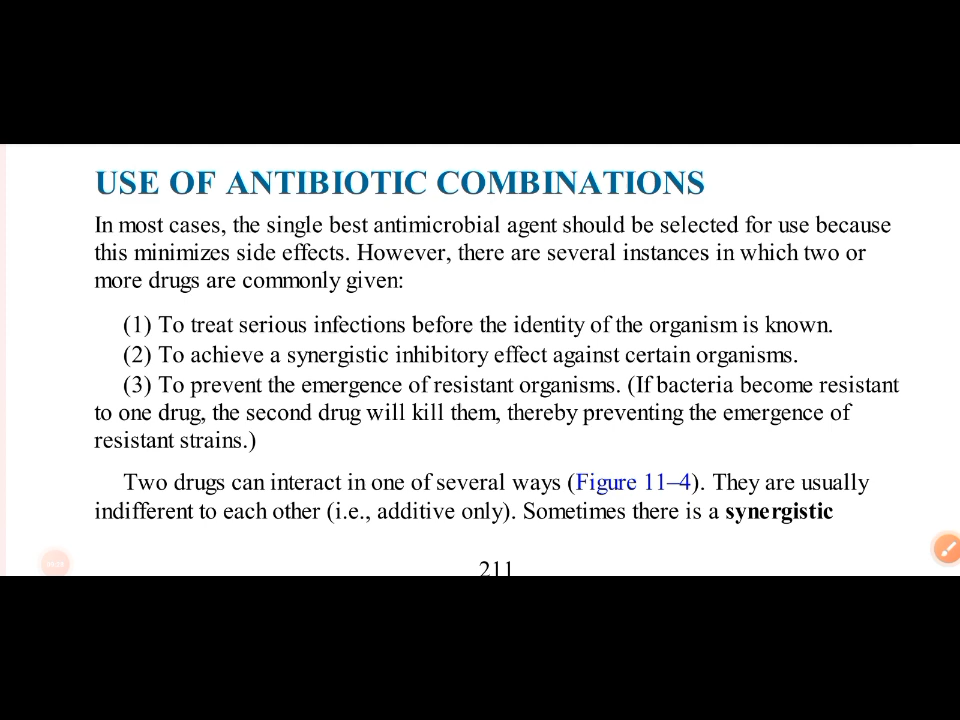 USE OF ANTIBIOTIC COMBINATIONS
In most cases, the single best antimicrobial agent should be selected for use because
this minimizes side effects. However, there are several instances in which two or
more drugs are commonly given:
(1) To treat serious infections before the identity of the organism is known.
(2) To achieve a synergistic inhibitory effect against certain organisms.
(3) To prevent the emergence of resistant organisms. (If bacteria become resistant
to one drug, the second drug will kill them, thereby preventing the emergence of
resistant strains.)
Two drugs can interact in one of several ways (Figure 11–4). They are usually
indifferent to each other (i.e., additive only). Sometimes there is a synergistic
211